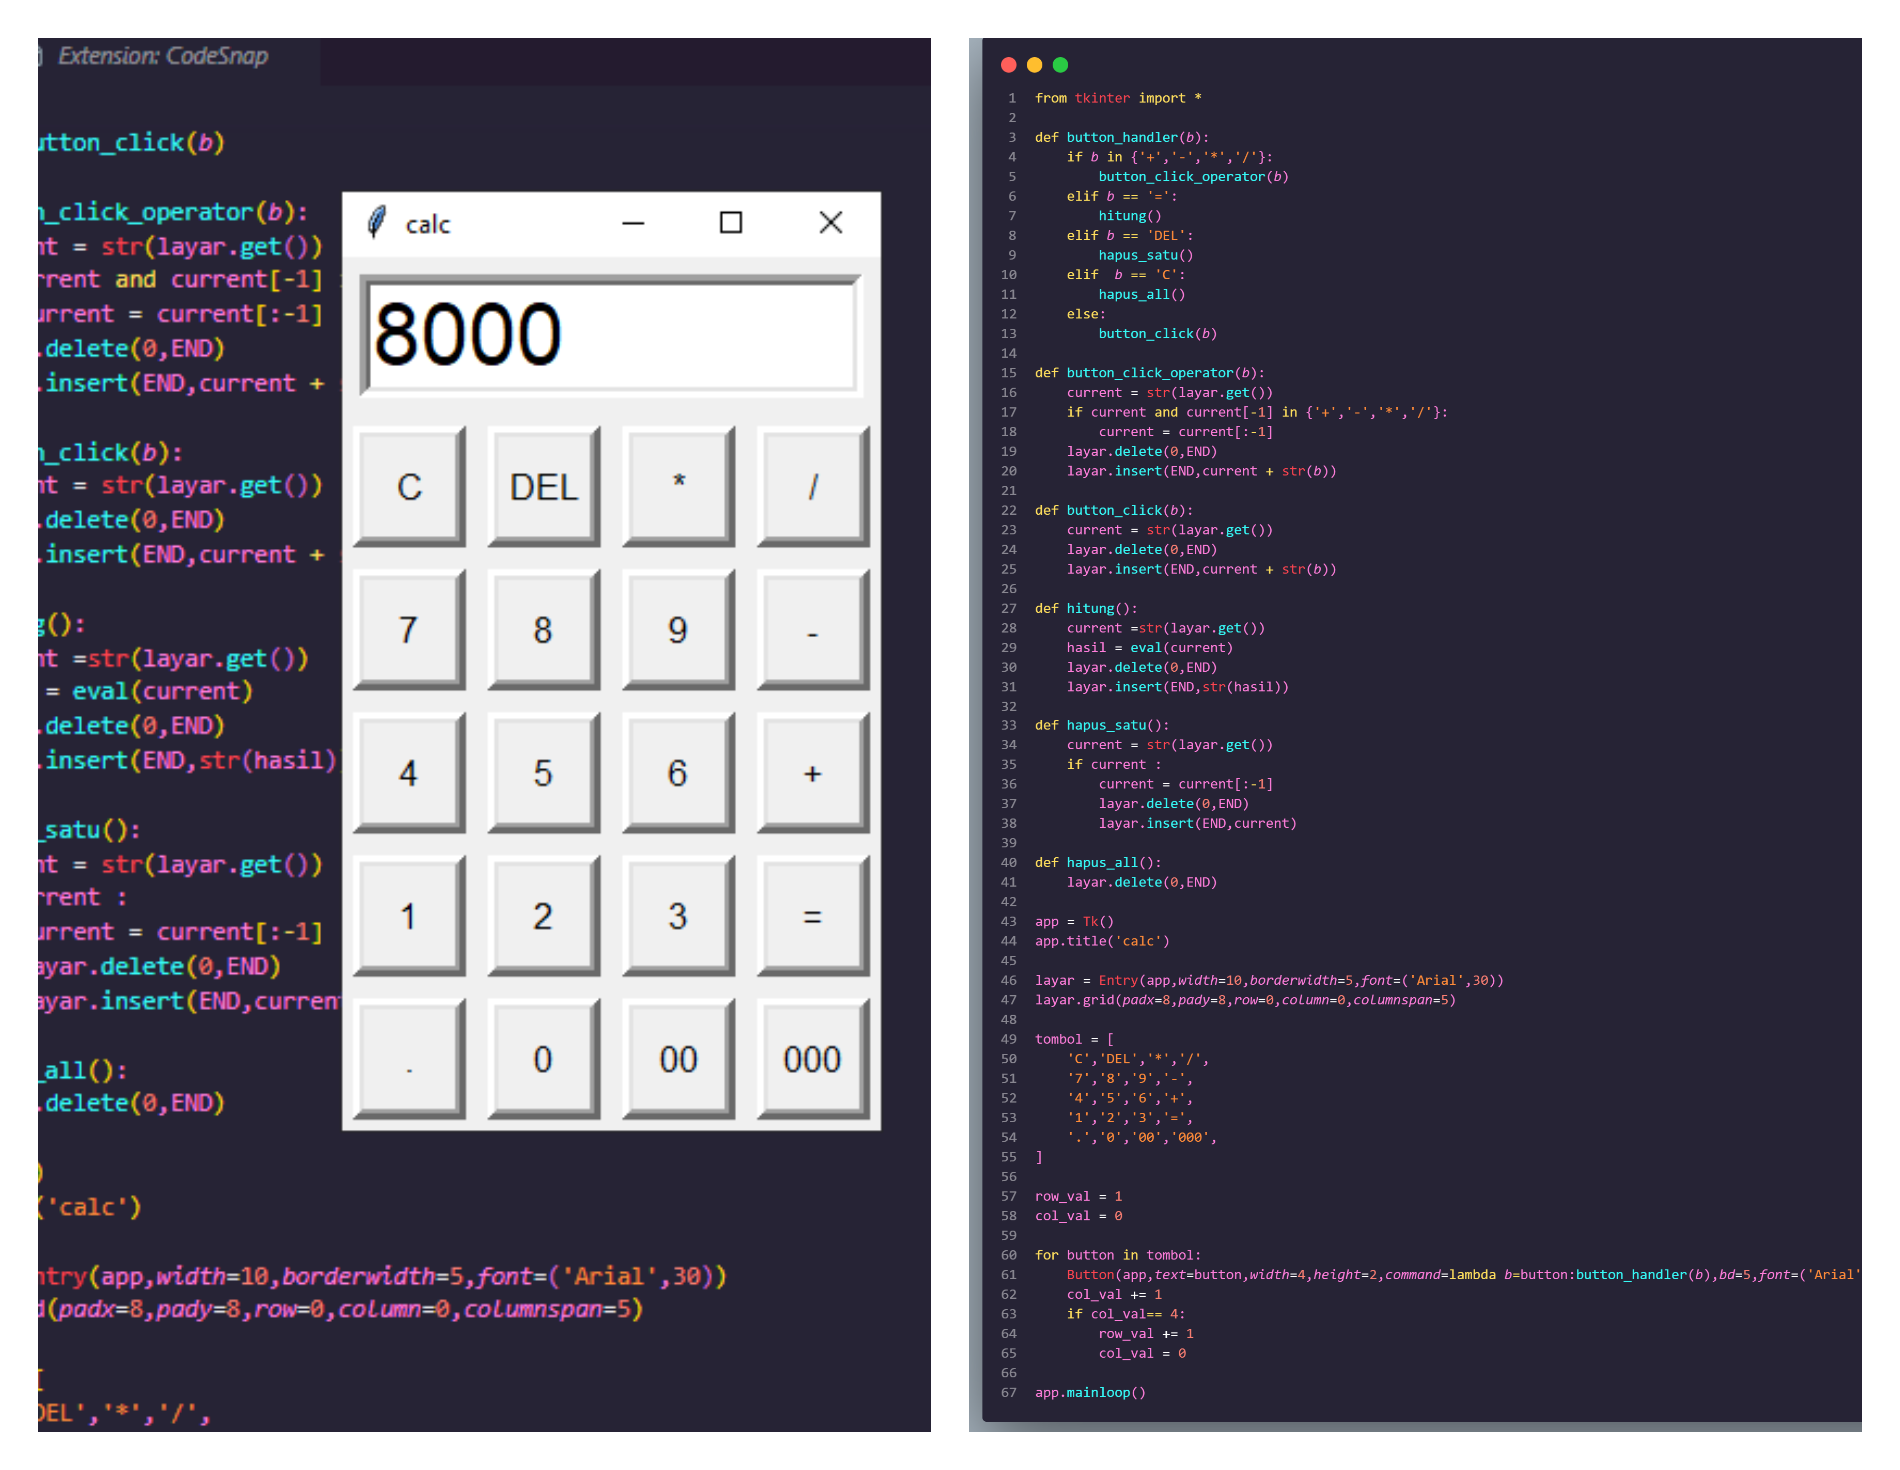 Extension: CodeSnap
utton_click(b)
n_click_operator(b):
nt = str(layar.get())
rrent and current[-1]
urrent = current[:-1]
.delete(0,END)
.insert(END,current +
n_click(b):
nt = str(layar.get())
.delete(0,END)
.insert(END,current +
g():
nt =str(layar.get())
= eval(current)
.delete(0,END)
.insert(END,str(hasil)
_satu():
nt = str(layar.get())
rrent :
urrent = current[:-1]
ayar.delete(0,END)
ayar.insert(END,current
_all():
.delete(0,END)
)
('calc')
ntry(app,width=10,borderwidth=5,font=('Arial',30))
d(padx=8,pady=8,row=0,column=0,columnspan=5)
[
DEL','*','/',
calc
8000
C DEL * /
7 8 9 -
4 5 6 +
1 2 3 =
. 0 00 000
1 from tkinter import *
2
3 def button_handler(b):
4     if b in {'+','-','*','/'}:
5         button_click_operator(b)
6     elif b == '=':
7         hitung()
8     elif b == 'DEL':
9         hapus_satu()
10     elif  b == 'C':
11         hapus_all()
12     else:
13         button_click(b)
14
15 def button_click_operator(b):
16     current = str(layar.get())
17     if current and current[-1] in {'+','-','*','/'}:
18         current = current[:-1]
19     layar.delete(0,END)
20     layar.insert(END,current + str(b))
21
22 def button_click(b):
23     current = str(layar.get())
24     layar.delete(0,END)
25     layar.insert(END,current + str(b))
26
27 def hitung():
28     current =str(layar.get())
29     hasil = eval(current)
30     layar.delete(0,END)
31     layar.insert(END,str(hasil))
32
33 def hapus_satu():
34     current = str(layar.get())
35     if current :
36         current = current[:-1]
37         layar.delete(0,END)
38         layar.insert(END,current)
39
40 def hapus_all():
41     layar.delete(0,END)
42
43 app = Tk()
44 app.title('calc')
45
46 layar = Entry(app,width=10,borderwidth=5,font=('Arial',30))
47 layar.grid(padx=8,pady=8,row=0,column=0,columnspan=5)
48
49 tombol = [
50     'C','DEL','*','/',
51     '7','8','9','-',
52     '4','5','6','+',
53     '1','2','3','=',
54     '.','0','00','000',
55 ]
56
57 row_val = 1
58 col_val = 0
59
60 for button in tombol:
61     Button(app,text=button,width=4,height=2,command=lambda b=button:button_handler(b),bd=5,font=('Arial'
62     col_val += 1
63     if col_val== 4:
64         row_val += 1
65         col_val = 0
66
67 app.mainloop()